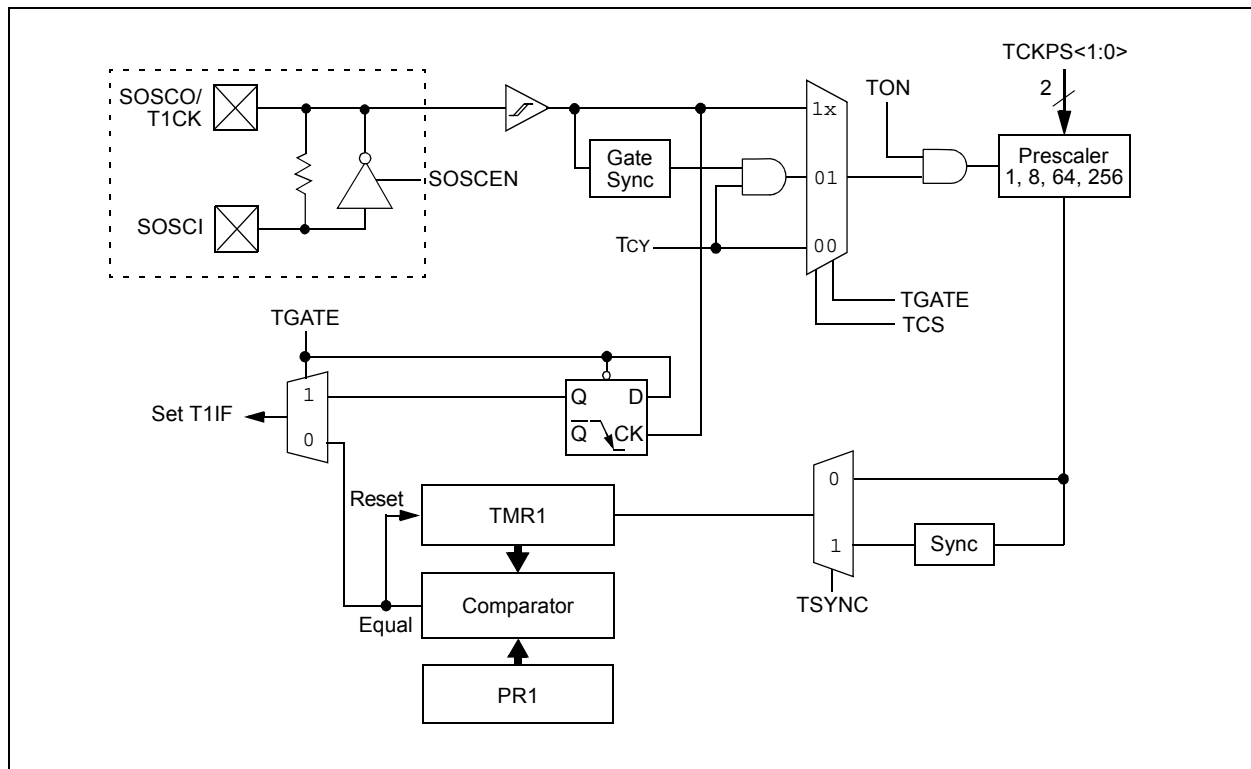 TCKPS<1:0>
2
SOSCO/
T1CK
TON
1x
Gate
Sync
Prescaler
1, 8, 64, 256
SOSCEN
01
SOSCI
TCY
00
TGATE
TCS
TGATE
1
Q
D
Set T1IF
0
Q
CK
Reset
TMR1
0
1
Sync
Comparator
TSYNC
Equal
PR1